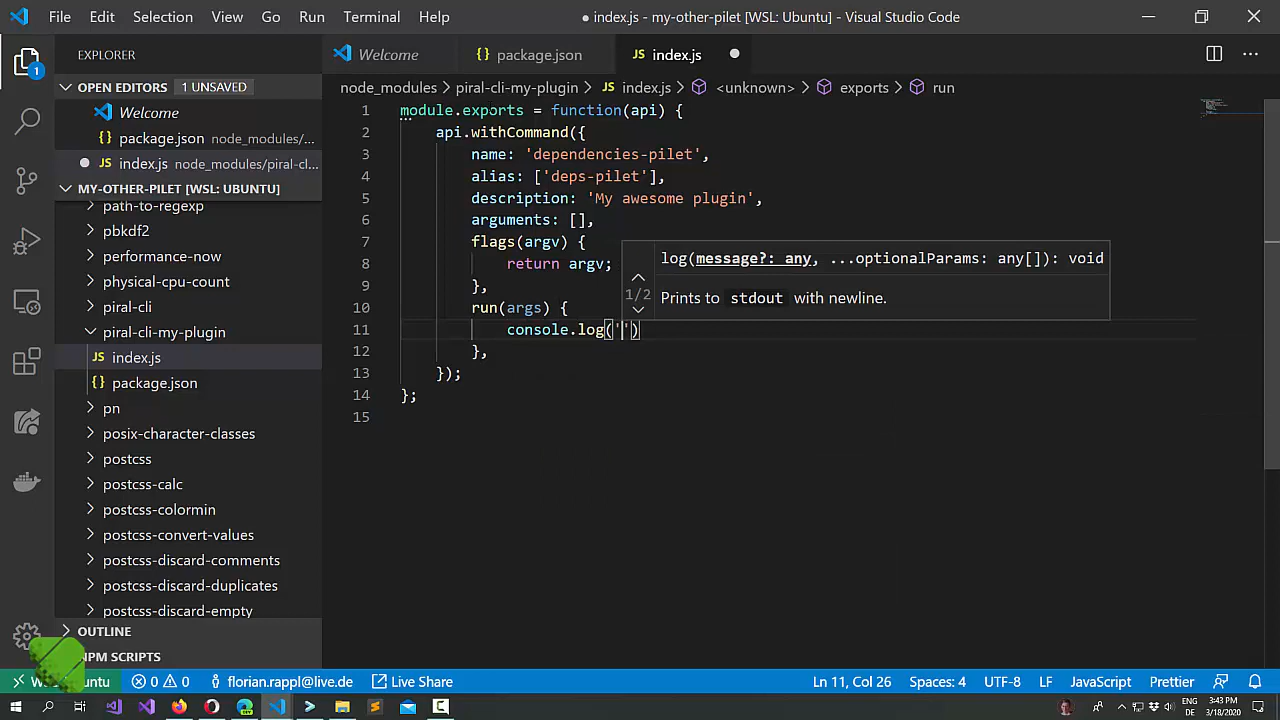 File Edit Selection View Go Run Terminal Help
● index.js - my-other-pilet [WSL: Ubuntu] - Visual Studio Code
EXPLORER
OPEN EDITORS 1 UNSAVED
Welcome
{} package.json node_modules/...
JS index.js node_modules/piral-cl...
MY-OTHER-PILET [WSL: UBUNTU]
path-to-regexp
pbkdf2
performance-now
physical-cpu-count
piral-cli
piral-cli-my-plugin
JS index.js
{} package.json
pn
posix-character-classes
postcss
postcss-calc
postcss-colormin
postcss-convert-values
postcss-discard-comments
postcss-discard-duplicates
postcss-discard-empty
OUTLINE
NPM SCRIPTS
1
Welcome {} package.json JS index.js
node_modules > piral-cli-my-plugin > JS index.js > <unknown> > exports > run
1 module.exports = function(api) {
2 api.withCommand({
3 name: 'dependencies-pilet',
4 alias: ['deps-pilet'],
5 description: 'My awesome plugin',
6 arguments: [],
7 flags(argv) {
8 return argv;
9 },
10 run(args) {
11 console.log('')
12 },
13 });
14 };
15
log(message?: any, ...optionalParams: any[]): void
1/2
Prints to stdout with newline.
0 0 florian.rappl@live.de Live Share
Ln 11, Col 26 Spaces: 4 UTF-8 LF JavaScript Prettier
ENG 3:43 PM
DE 3/18/2020